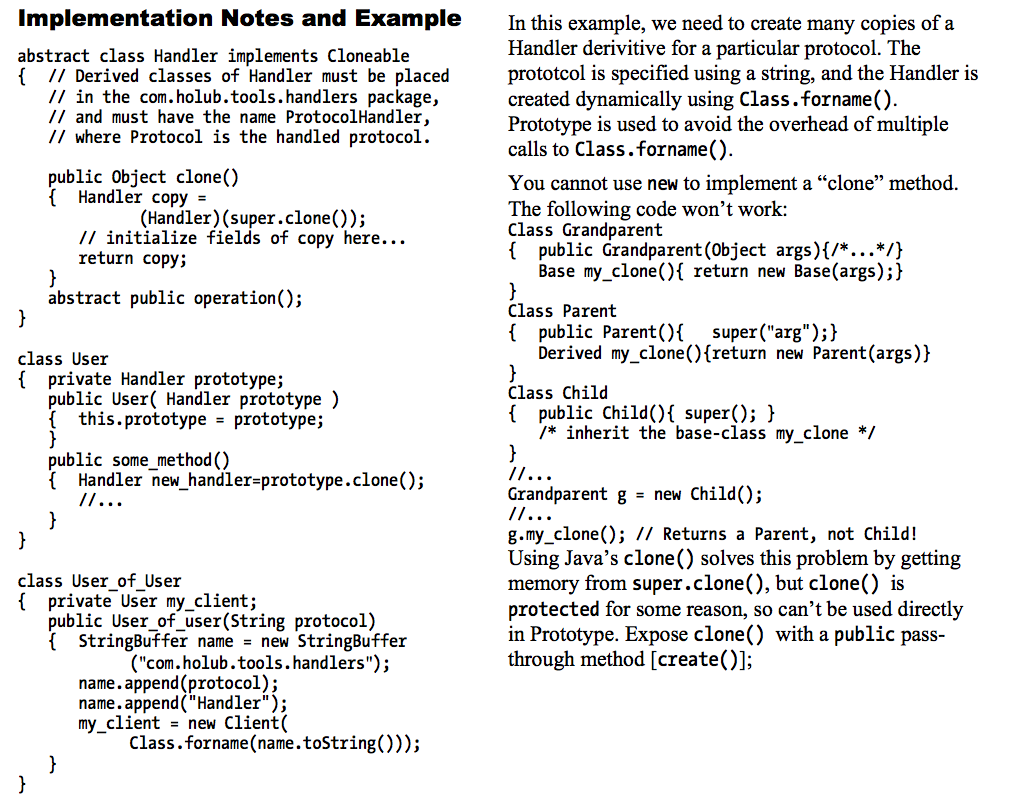 Implementation Notes and Example
abstract class Handler implements Cloneable
{ // Derived classes of Handler must be placed
// in the com.holub.tools.handlers package,
// and must have the name ProtocolHandler,
// where Protocol is the handled protocol.
public Object clone()
{ Handler copy =
(Handler)(super.clone());
// initialize fields of copy here...
return copy;
}
abstract public operation();
}
class User
{ private Handler prototype;
public User( Handler prototype )
{ this.prototype = prototype;
}
public some_method()
{ Handler new_handler=prototype.clone();
//...
}
}
class User_of_User
{ private User my_client;
public User_of_user(String protocol)
{ StringBuffer name = new StringBuffer
("com.holub.tools.handlers");
name.append(protocol);
name.append("Handler");
my_client = new Client(
Class.forname(name.toString()));
}
}
In this example, we need to create many copies of a
Handler derivitive for a particular protocol. The
prototcol is specified using a string, and the Handler is
created dynamically using Class.forname().
Prototype is used to avoid the overhead of multiple
calls to Class.forname().
You cannot use new to implement a “clone” method.
The following code won’t work:
Class Grandparent
{ public Grandparent(Object args){/*...*/}
Base my_clone(){ return new Base(args);}
}
Class Parent
{ public Parent(){ super("arg");}
Derived my_clone(){return new Parent(args)}
}
Class Child
{ public Child(){ super(); }
/* inherit the base-class my_clone */
}
//...
Grandparent g = new Child();
//...
g.my_clone(); // Returns a Parent, not Child!
Using Java’s clone() solves this problem by getting
memory from super.clone(), but clone() is
protected for some reason, so can’t be used directly
in Prototype. Expose clone() with a public pass-
through method [create()];